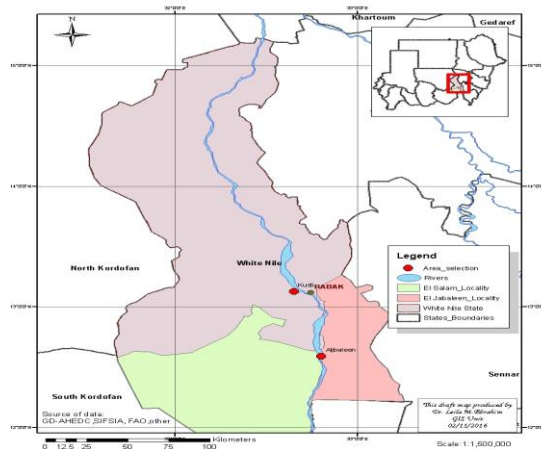 Khartoum
Gedaref
N
White Nile
Kudti
RABAK
North Kordofan
Aljbaleen
South Kordofan
Sennar
Legend
Area_selection
Rivers
El Salam_Locality
El Jabaleen_Locality
White Nile State
States_Boundaries
This draft map produced by
Dr. Leila M. Ibrahim
GIS Unit
02/11/2016
Source of data:
GD-AHEDC ,SIFSIA, FAO,other
Kilometers
0 12.5 25 50 75 100
Scale:1:1,500,000